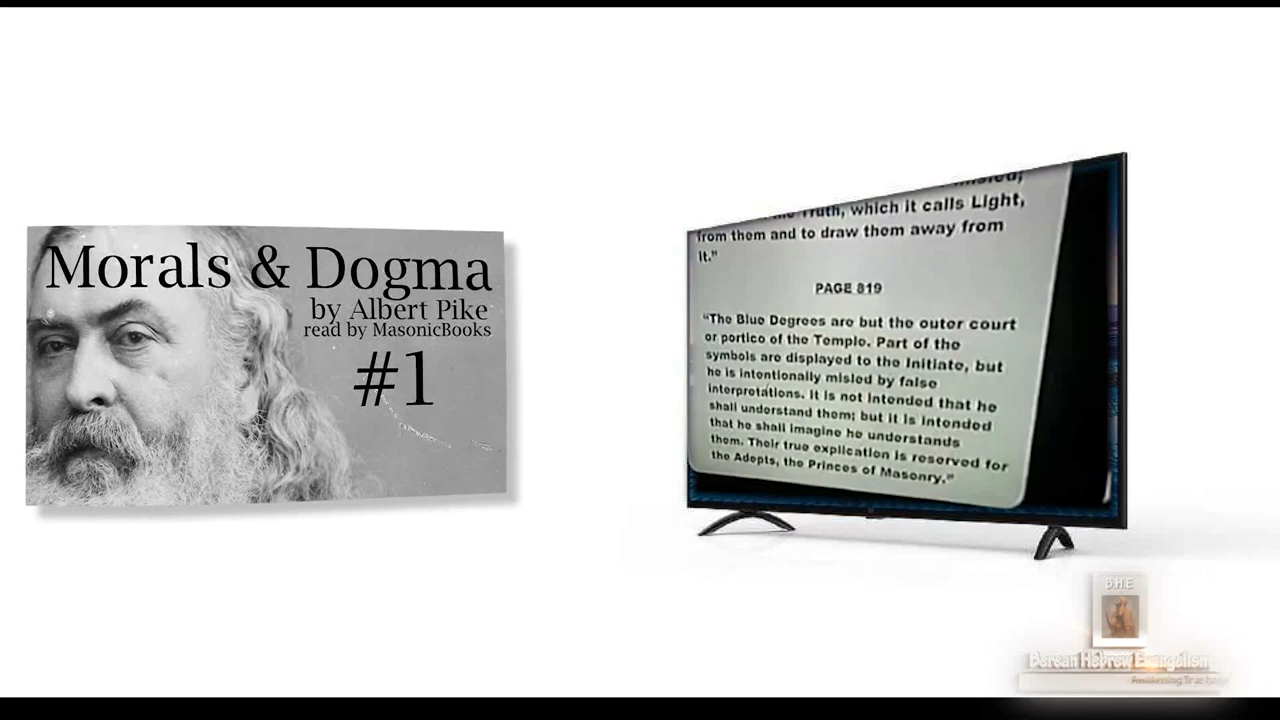 Morals & Dogma
by Albert Pike
read by MasonicBooks
#1
Truth, which it calls Light,
from them and to draw them away from
it."
PAGE 819
"The Blue Degrees are but the outer court
or portico of the Temple. Part of the
symbols are displayed to the Initiate, but
he is intentionally misled by false
interpretations. It is not intended that he
shall understand them; but it is intended
that he shall imagine he understands
them. Their true explication is reserved for
the Adepts, the Princes of Masonry."
B.H.E
Berean Hebrew Evangelism